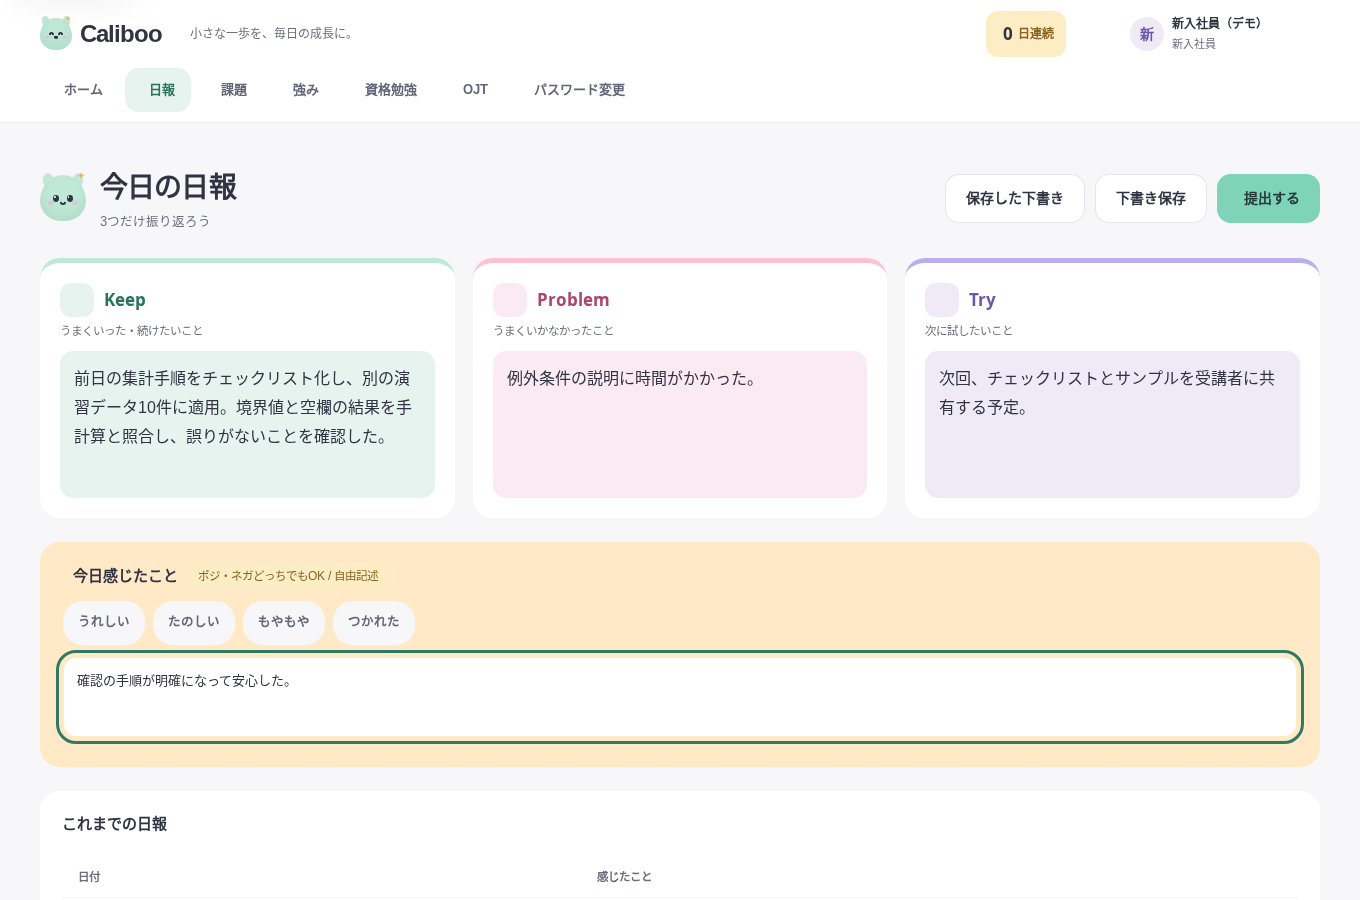 Caliboo
小さな一歩を、毎日の成長に。
0 日連続
新
新入社員（デモ）
新入社員
ホーム
日報
課題
強み
資格勉強
OJT
パスワード変更
今日の日報
3つだけ振り返ろう
保存した下書き
下書き保存
提出する
Keep
うまくいった・続けたいこと
前日の集計手順をチェックリスト化し、別の演
習データ10件に適用。境界値と空欄の結果を手
計算と照合し、誤りがないことを確認した。
Problem
うまくいかなかったこと
例外条件の説明に時間がかかった。
Try
次に試したいこと
次回、チェックリストとサンプルを受講者に共
有する予定。
今日感じたこと
ポジ・ネガどっちでもOK / 自由記述
うれしい
たのしい
もやもや
つかれた
確認の手順が明確になって安心した。
これまでの日報
日付
感じたこと